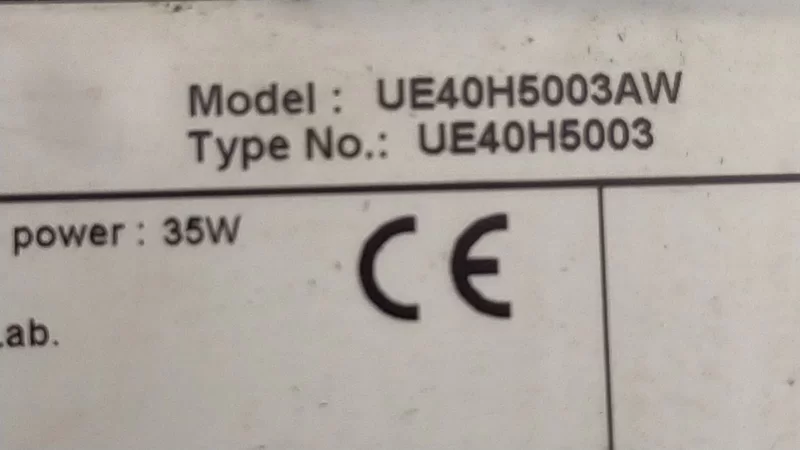 Model : UE40H5003AW
Type No.: UE40H5003
power : 35W
CE
ab.